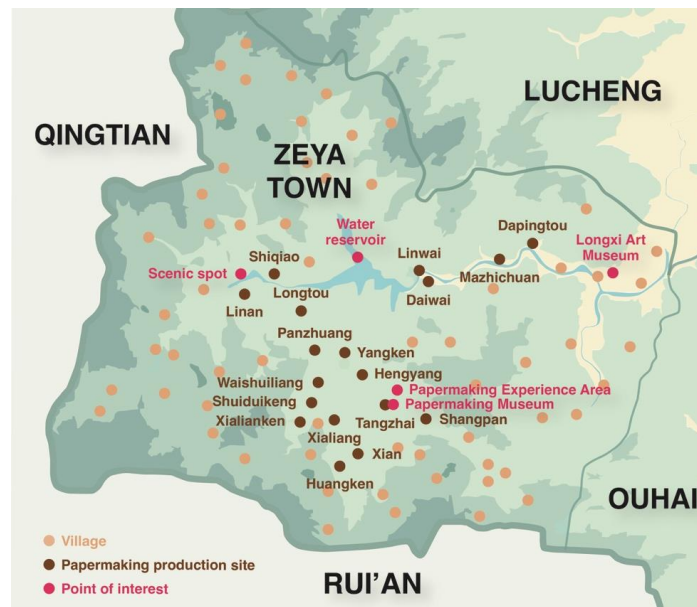 LUCHENG
QINGTIAN
ZEYA
TOWN
Water
reservoir
Dapingtou
Longxi Art
Museum
Shiqiao
Linwai
Scenic spot
Mazhichuan
Longtou
Daiwai
Linan
Panzhuang
Yangken
Hengyang
Waishuiliang
Papermaking Experience Area
Shuiduikeng
Papermaking Museum
Xialianken
Tangzhai
Shangpan
Xialiang
Xian
Huangken
OUHAI
Village
Papermaking production site
Point of interest
RUI’AN